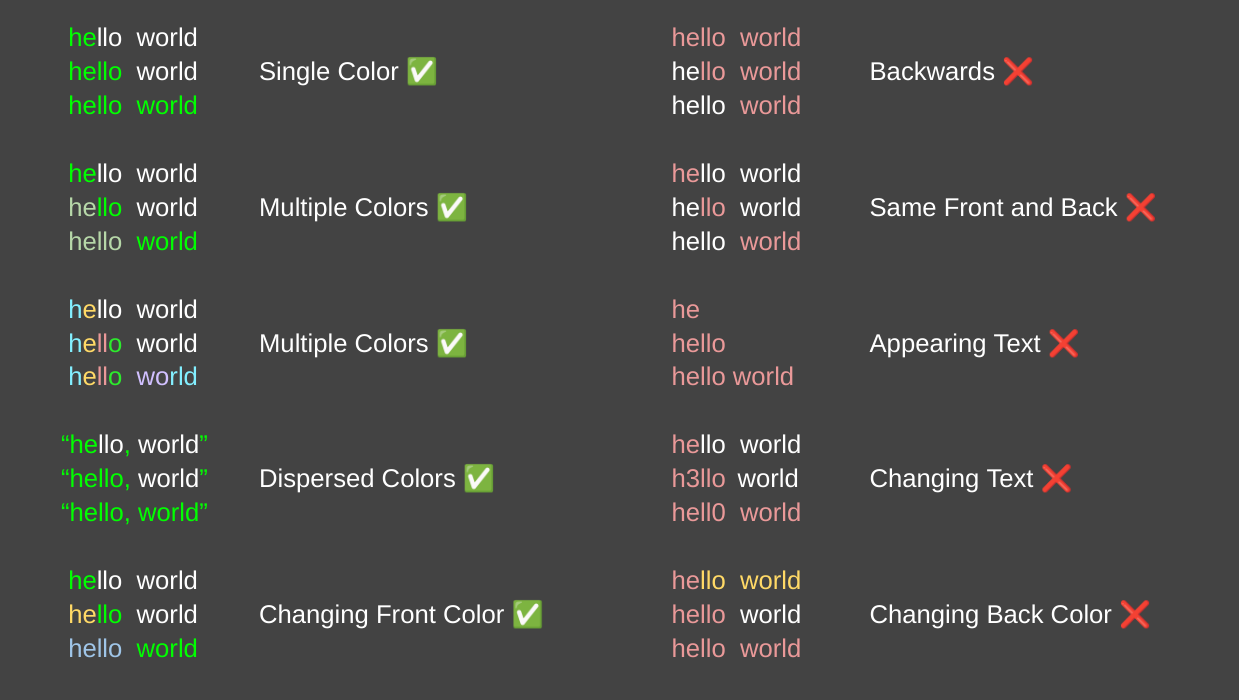 hello  world
hello  world
hello  world
Single Color ✅
hello  world
hello  world
hello  world
Multiple Colors ✅
hello  world
hello  world
hello  world
Multiple Colors ✅
“hello, world”
“hello, world”
“hello, world”
Dispersed Colors ✅
hello  world
hello  world
hello  world
Changing Front Color ✅
hello  world
hello  world
hello  world
Backwards ❌
hello  world
hello  world
hello  world
Same Front and Back ❌
he
hello
hello world
Appearing Text ❌
hello  world
h3llo  world
hell0  world
Changing Text ❌
hello  world
hello  world
hello  world
Changing Back Color ❌